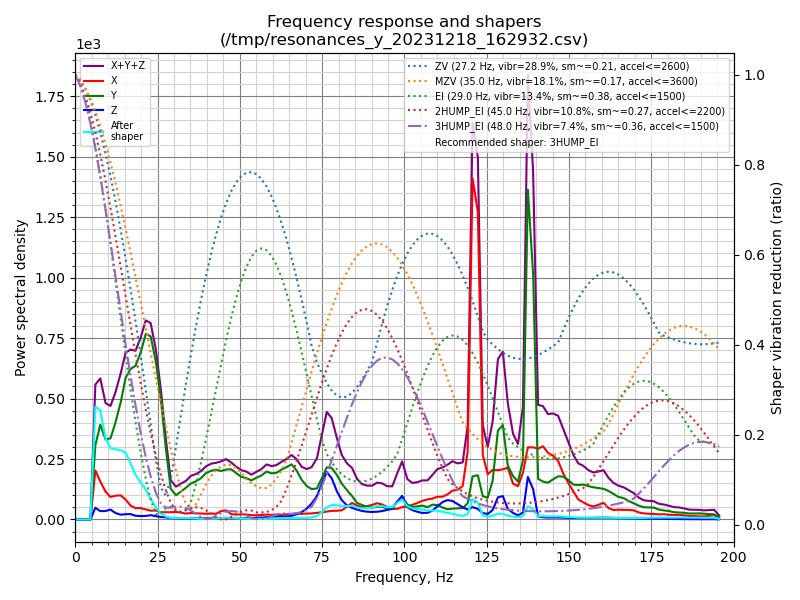 Frequency response and shapers
(/tmp/resonances_y_20231218_162932.csv)
1e3
X+Y+Z
X
Y
Z
After
shaper
ZV (27.2 Hz, vibr=28.9%, sm~=0.21, accel<=2600)
MZV (35.0 Hz, vibr=18.1%, sm~=0.17, accel<=3600)
EI (29.0 Hz, vibr=13.4%, sm~=0.38, accel<=1500)
2HUMP_EI (45.0 Hz, vibr=10.8%, sm~=0.27, accel<=2200)
3HUMP_EI (48.0 Hz, vibr=7.4%, sm~=0.36, accel<=1500)
Recommended shaper: 3HUMP_EI
Power spectral density
1.75
1.50
1.25
1.00
0.75
0.50
0.25
0.00
1.0
0.8
0.6
0.4
0.2
0.0
Shaper vibration reduction (ratio)
0 25 50 75 100 125 150 175 200
Frequency, Hz